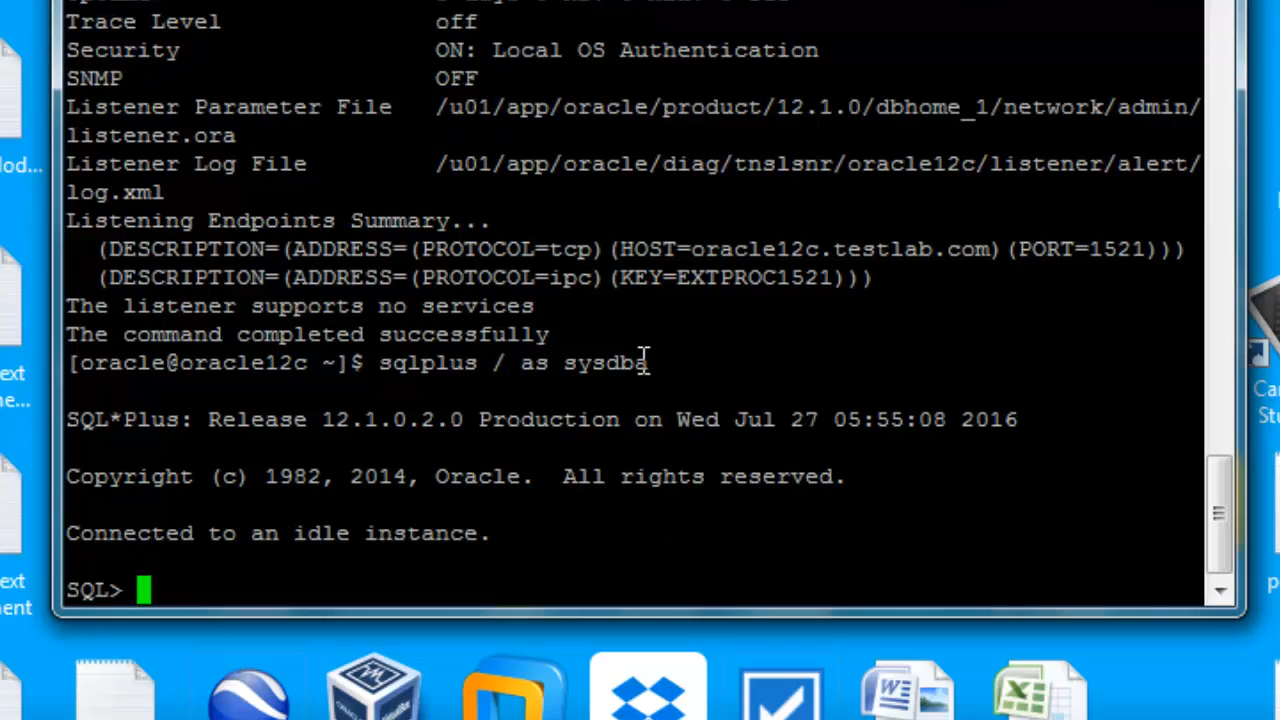 Trace Level off
Security ON: Local OS Authentication
SNMP OFF
Listener Parameter File /u01/app/oracle/product/12.1.0/dbhome_1/network/admin/
listener.ora
Listener Log File /u01/app/oracle/diag/tnslsnr/oracle12c/listener/alert/
log.xml
Listening Endpoints Summary...
(DESCRIPTION=(ADDRESS=(PROTOCOL=tcp)(HOST=oracle12c.testlab.com)(PORT=1521)))
(DESCRIPTION=(ADDRESS=(PROTOCOL=ipc)(KEY=EXTPROC1521)))
The listener supports no services
The command completed successfully
[oracle@oracle12c ~]$ sqlplus / as sysdba
SQL*Plus: Release 12.1.0.2.0 Production on Wed Jul 27 05:55:08 2016
Copyright (c) 1982, 2014, Oracle. All rights reserved.
Connected to an idle instance.
SQL>